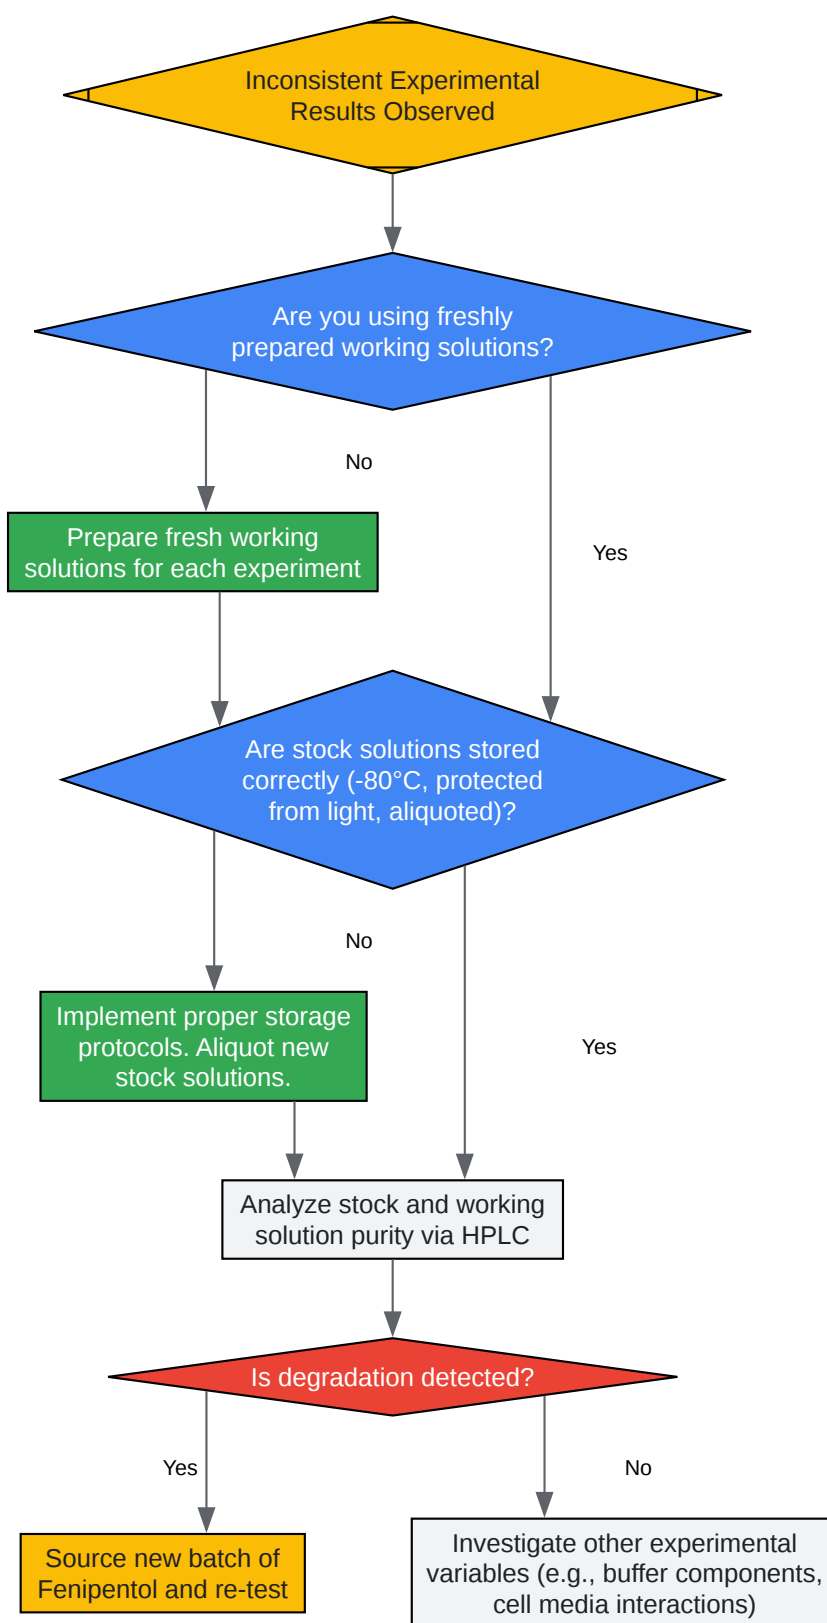 Inconsistent Experimental
Results Observed
Are you using freshly
prepared working solutions?
No
Prepare fresh working
solutions for each experiment
Yes
Are stock solutions stored
correctly (-80°C, protected
from light, aliquoted)?
No
Implement proper storage
protocols. Aliquot new
stock solutions.
Yes
Analyze stock and working
solution purity via HPLC
Is degradation detected?
Yes
No
Source new batch of
Fenipentol and re-test
Investigate other experimental
variables (e.g., buffer components,
cell media interactions)